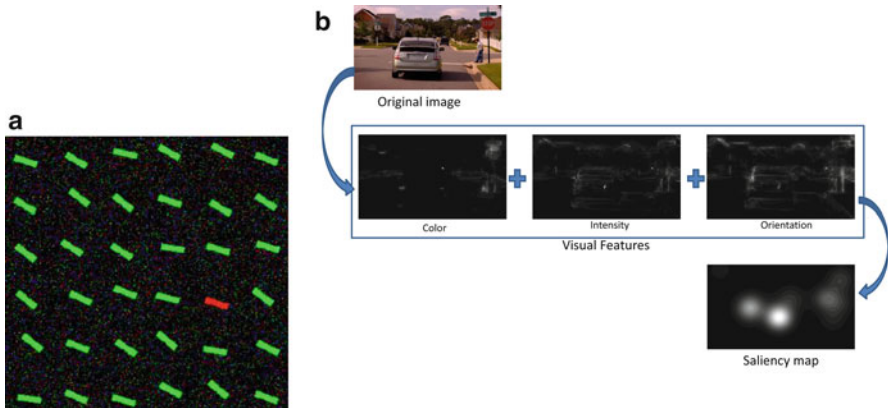 a
b
Original image
Color
Intensity
Orientation
Visual Features
Saliency map